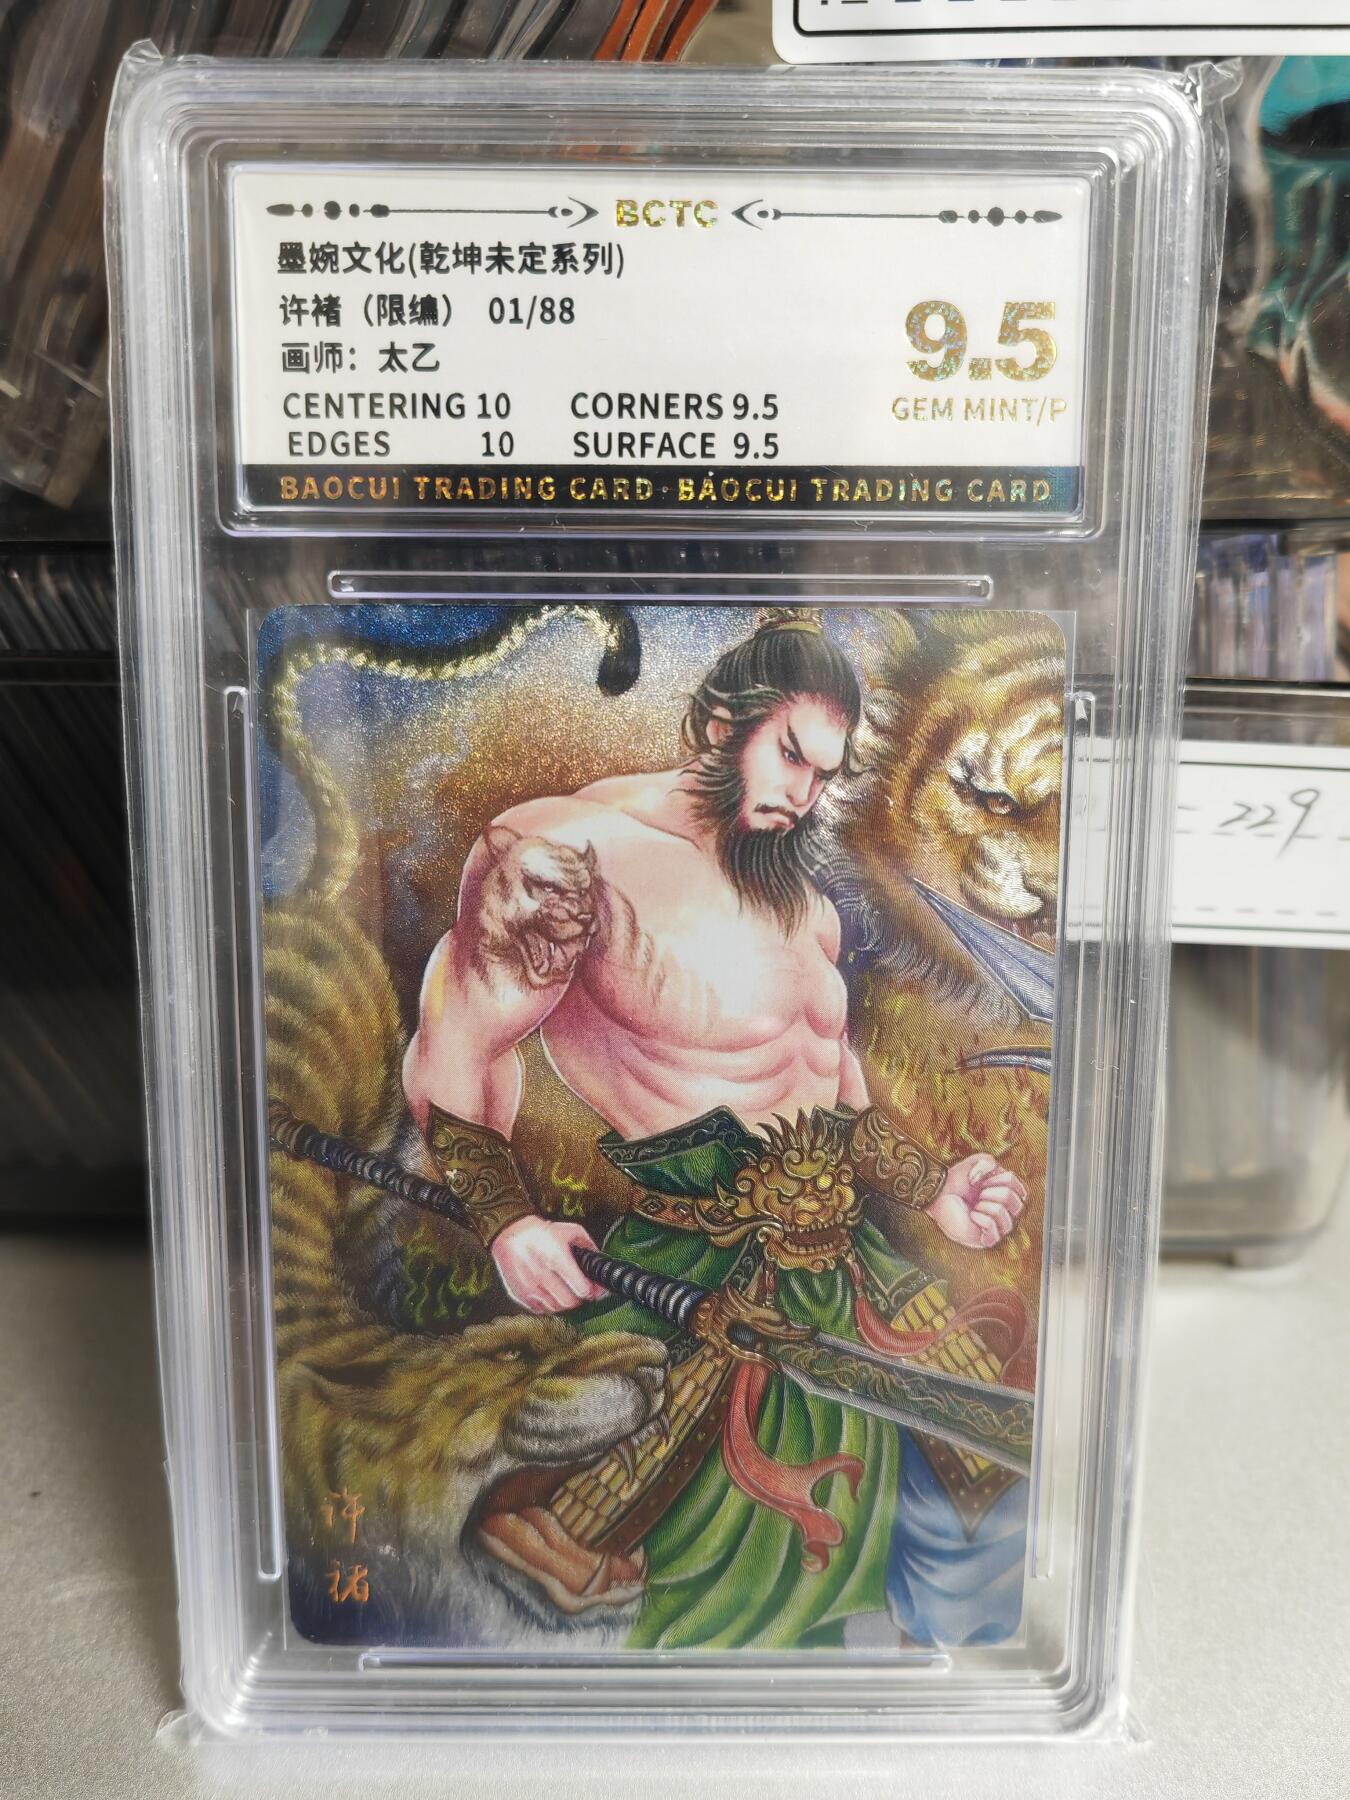 BCTC
墨婉文化(乾坤未定系列)
许褚（限编） 01/88
画师：太乙
CENTERING 10 CORNERS 9.5
EDGES 10 SURFACE 9.5
9.5
GEM MINT/P
BAOCUI TRADING CARD·BAOCUI TRADING CARD
许褚
229